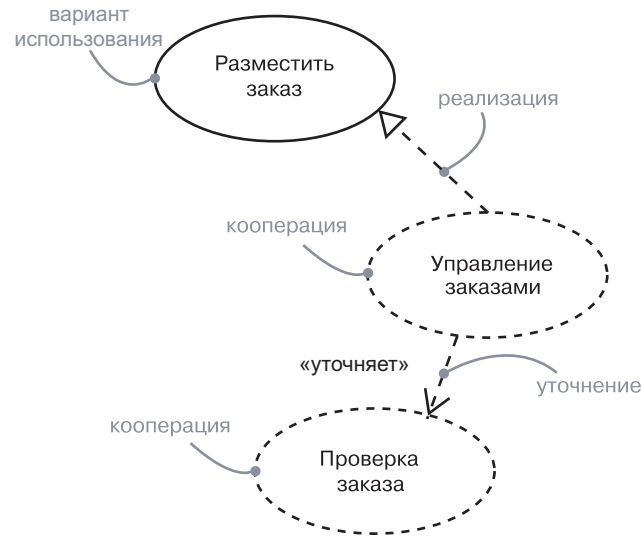 вариант
использования
Разместить
заказ
реализация
кооперация
Управление
заказами
«уточняет»
уточнение
кооперация
Проверка
заказа